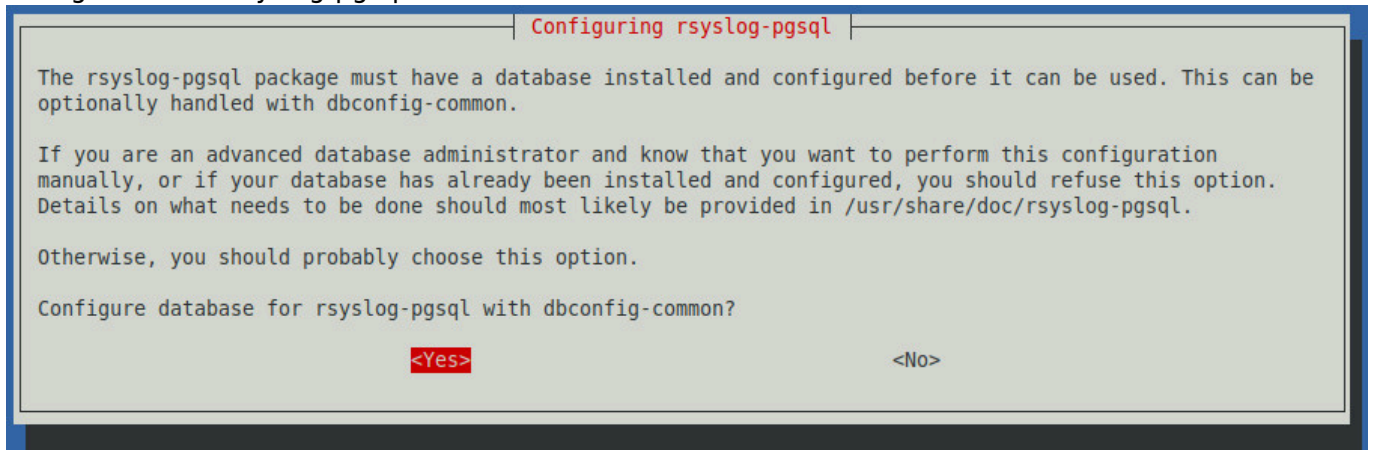 Configuring rsyslog-pgsql
The rsyslog-pgsql package must have a database installed and configured before it can be used. This can be
optionally handled with dbconfig-common.
If you are an advanced database administrator and know that you want to perform this configuration
manually, or if your database has already been installed and configured, you should refuse this option.
Details on what needs to be done should most likely be provided in /usr/share/doc/rsyslog-pgsql.
Otherwise, you should probably choose this option.
Configure database for rsyslog-pgsql with dbconfig-common?
<Yes> <No>